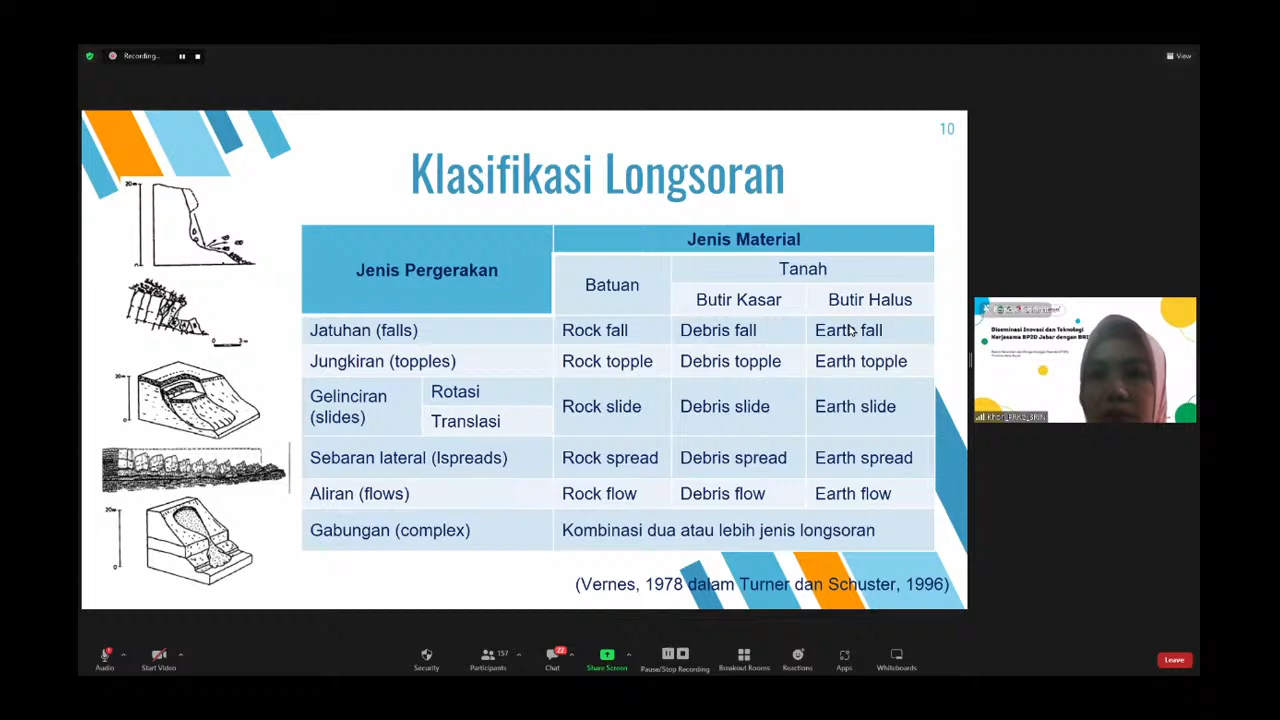 Recording...
View
10
Klasifikasi Longsoran
Jenis Pergerakan
Jenis Material
Batuan
Tanah
Butir Kasar
Butir Halus
Jatuhan (falls)
Rock fall
Debris fall
Earth fall
Jungkiran (topples)
Rock topple
Debris topple
Earth topple
Gelinciran (slides)
Rotasi
Translasi
Rock slide
Debris slide
Earth slide
Sebaran lateral (lspreads)
Rock spread
Debris spread
Earth spread
Aliran (flows)
Rock flow
Debris flow
Earth flow
Gabungan (complex)
Kombinasi dua atau lebih jenis longsoran
(Vernes, 1978 dalam Turner dan Schuster, 1996)
Diseminasi Inovasi dan Teknologi
Kerjasama BP2D Jabar dengan BRI
Audio
Start Video
Security
Participants
157
Chat
22
Share Screen
Pause/Stop Recording
Breakout Rooms
Reactions
Apps
Whiteboards
Leave